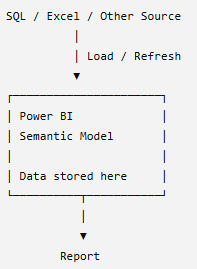 SQL / Excel / Other Source
Load / Refresh
Power BI
Semantic Model
Data stored here
Report